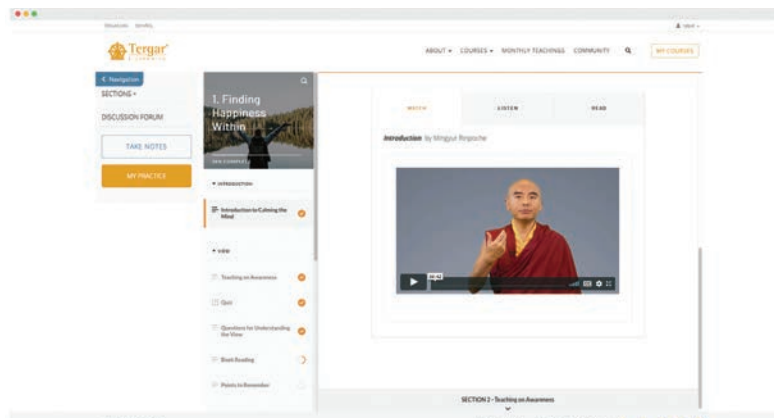 Tergar
ABOUT
COURSES
MONTHLY TEACHINGS
COMMUNITY
MY COURSES
Navigation
SECTIONS
DISCUSSION FORUM
TAKE NOTES
MY PRACTICE
1. Finding
Happiness
Within
INTRODUCTION
Introduction to Calming the
Mind
VIEW
Teaching on Awareness
Quiz
Questions for Understanding
the View
Book Reading
Points to Remember
WATCH
LISTEN
READ
Introduction by Mingyur Rinpoche
SECTION 2 - Teaching on Awareness